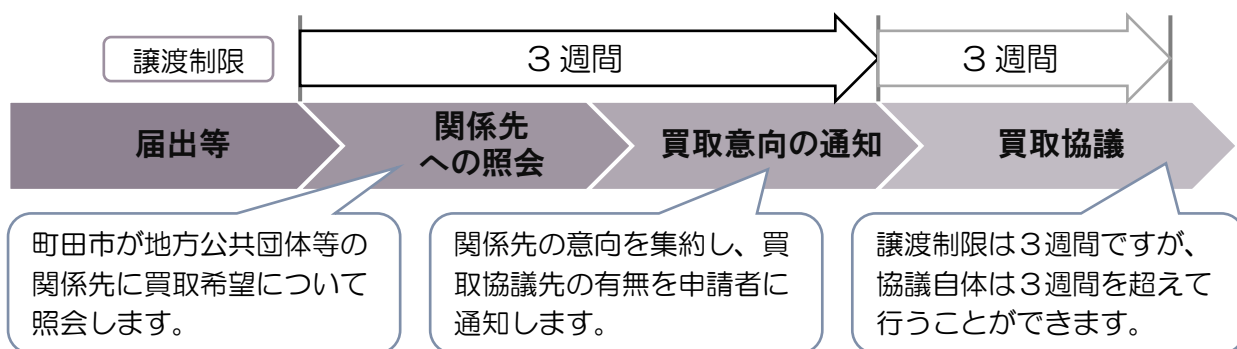 譲渡制限
3週間
3週間
届出等
関係先
への照会
買取意向の通知
買取協議
町田市が地方公共団体等の
関係先に買取希望について
照会します。
関係先の意向を集約し、買
取協議先の有無を申請者に
通知します。
譲渡制限は3週間ですが、
協議自体は3週間を超えて
行うことができます。